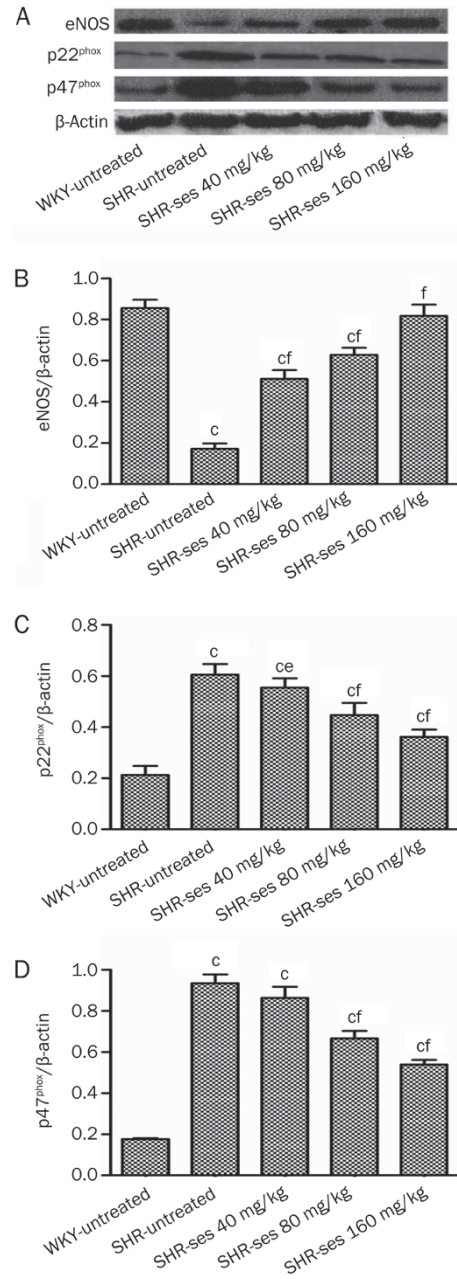 A
eNOS
p22phox
p47phox
β-Actin
WKY-untreated
SHR-untreated
SHR-ses 40 mg/kg
SHR-ses 80 mg/kg
SHR-ses 160 mg/kg
B
eNOS/β-actin
1.0
0.8
0.6
0.4
0.2
0.0
c
cf
cf
f
WKY-untreated
SHR-untreated
SHR-ses 40 mg/kg
SHR-ses 80 mg/kg
SHR-ses 160 mg/kg
C
p22phox/β-actin
0.8
0.6
0.4
0.2
0.0
c
ce
cf
cf
WKY-untreated
SHR-untreated
SHR-ses 40 mg/kg
SHR-ses 80 mg/kg
SHR-ses 160 mg/kg
D
p47phox/β-actin
1.0
0.8
0.6
0.4
0.2
0.0
c
c
cf
cf
WKY-untreated
SHR-untreated
SHR-ses 40 mg/kg
SHR-ses 80 mg/kg
SHR-ses 160 mg/kg